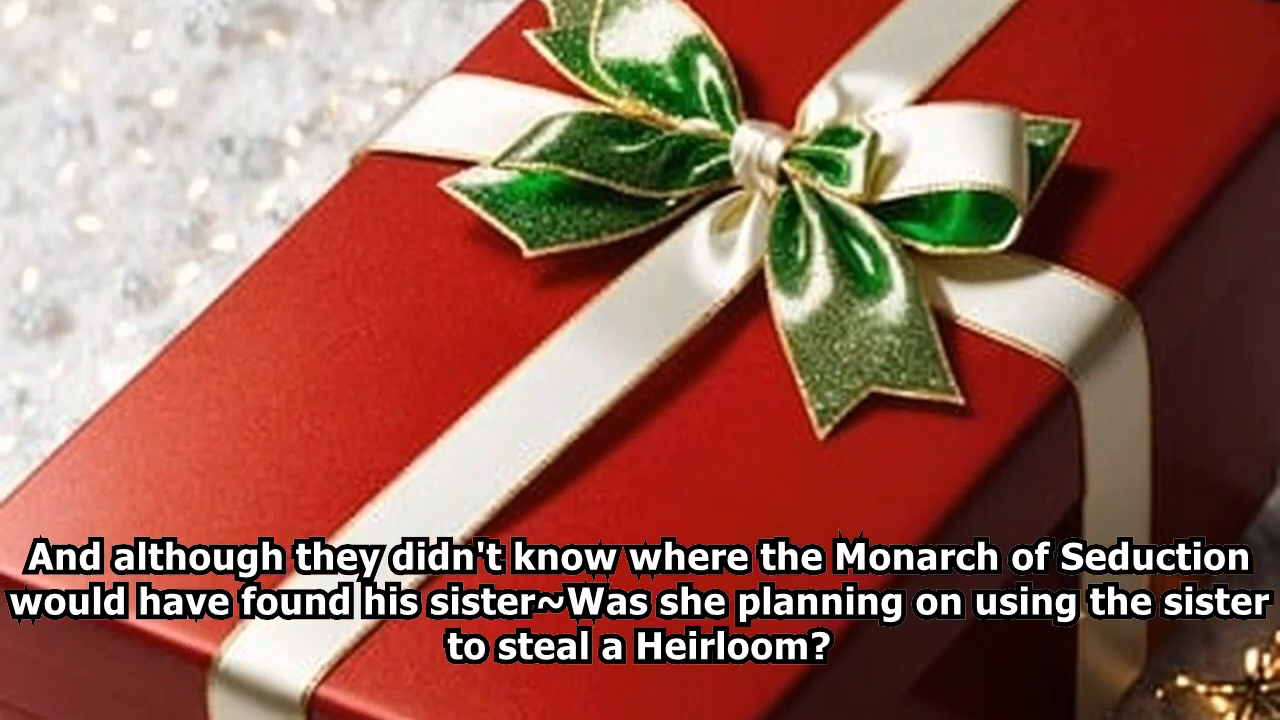 And although they didn't know where the Monarch of Seduction
would have found his sister~Was she planning on using the sister
to steal a Heirloom?